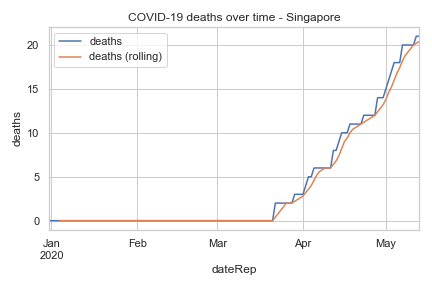 COVID-19 deaths over time - Singapore
deaths
deaths (rolling)
deaths
20
15
10
5
0
Jan
2020
Feb
Mar
Apr
May
dateRep